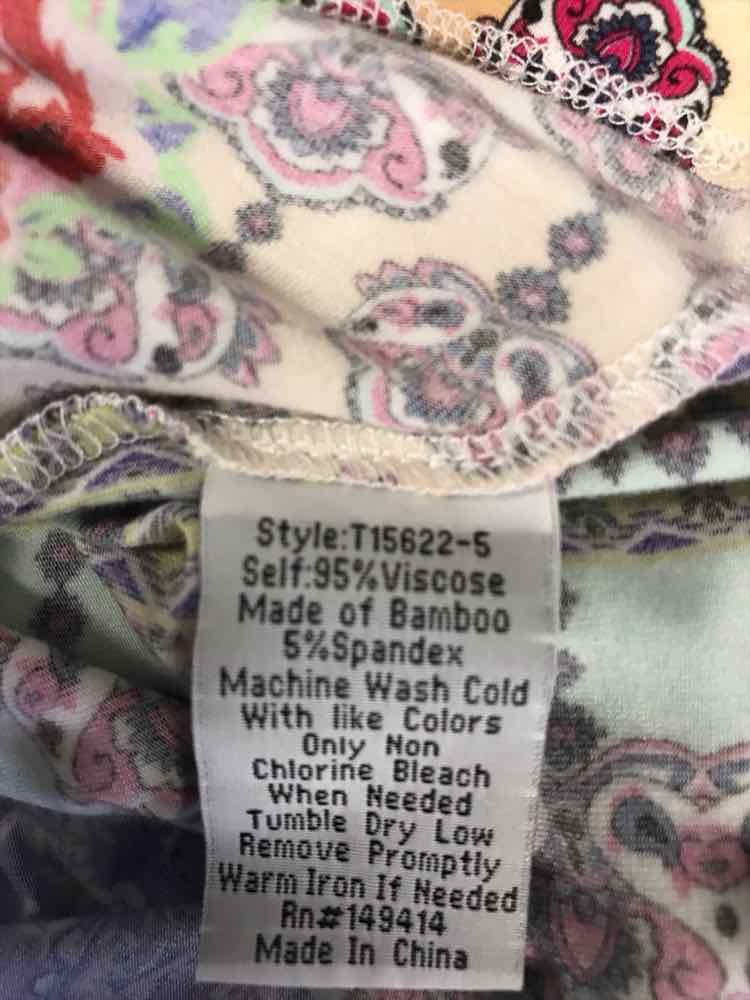 Style:T15622-5
Self:95%Viscose
Made of Bamboo
5%Spandex
Machine Wash Cold
With like Colors
Only Non
Chlorine Bleach
When Needed
Tumble Dry Low
Remove Promptly
Warm Iron If Needed
Rn#149414
Made In China